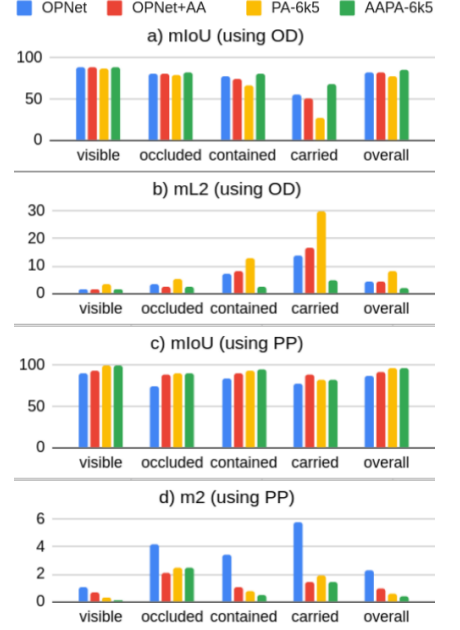 OPNet OPNet+AA PA-6k5 AAPA-6k5
a) mIoU (using OD)
100
50
0
visible occluded contained carried overall
b) mL2 (using OD)
30
20
10
0
visible occluded contained carried overall
c) mIoU (using PP)
100
50
0
visible occluded contained carried overall
d) m2 (using PP)
6
4
2
0
visible occluded contained carried overall